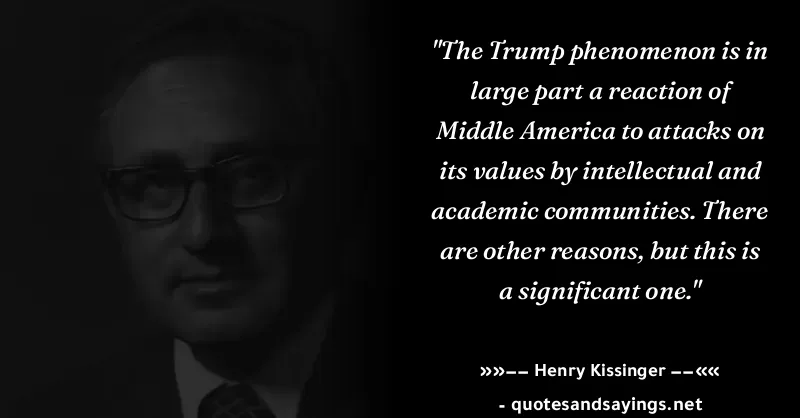 "The Trump phenomenon is in
large part a reaction of
Middle America to attacks on
its values by intellectual and
academic communities. There
are other reasons, but this is
a significant one."
»»−− Henry Kissinger −−««
- quotesandsayings.net